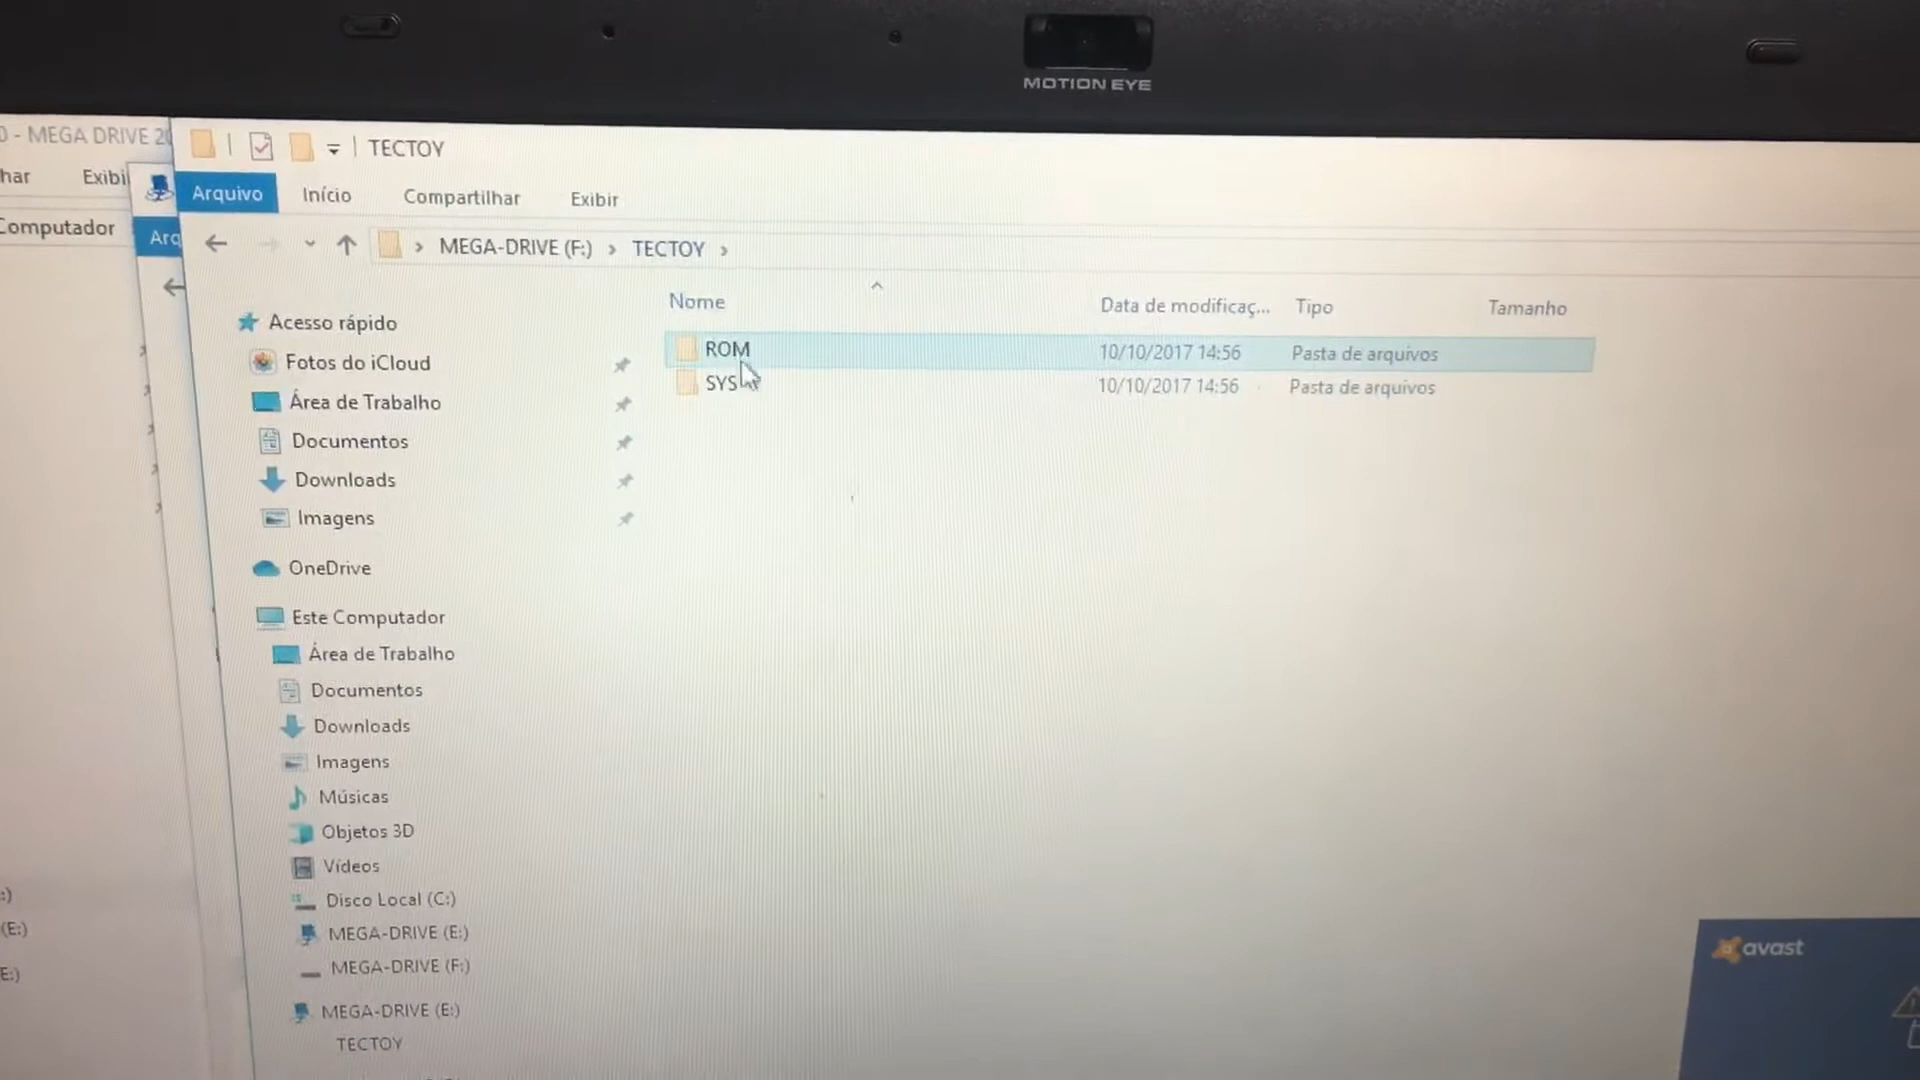 MOTION EYE
0 - MEGA DRIVE 20
har Exibi
Computador
Arq
TECTOY
Arquivo Início Compartilhar Exibir
MEGA-DRIVE (F:) TECTOY
Nome Data de modificaç... Tipo Tamanho
ROM 10/10/2017 14:56 Pasta de arquivos
SYS 10/10/2017 14:56 Pasta de arquivos
Acesso rápido
Fotos do iCloud
Área de Trabalho
Documentos
Downloads
Imagens
OneDrive
Este Computador
Área de Trabalho
Documentos
Downloads
Imagens
Músicas
Objetos 3D
Vídeos
Disco Local (C:)
MEGA-DRIVE (E:)
MEGA-DRIVE (F:)
MEGA-DRIVE (E:)
TECTOY
:)
(E:)
E:)
avast